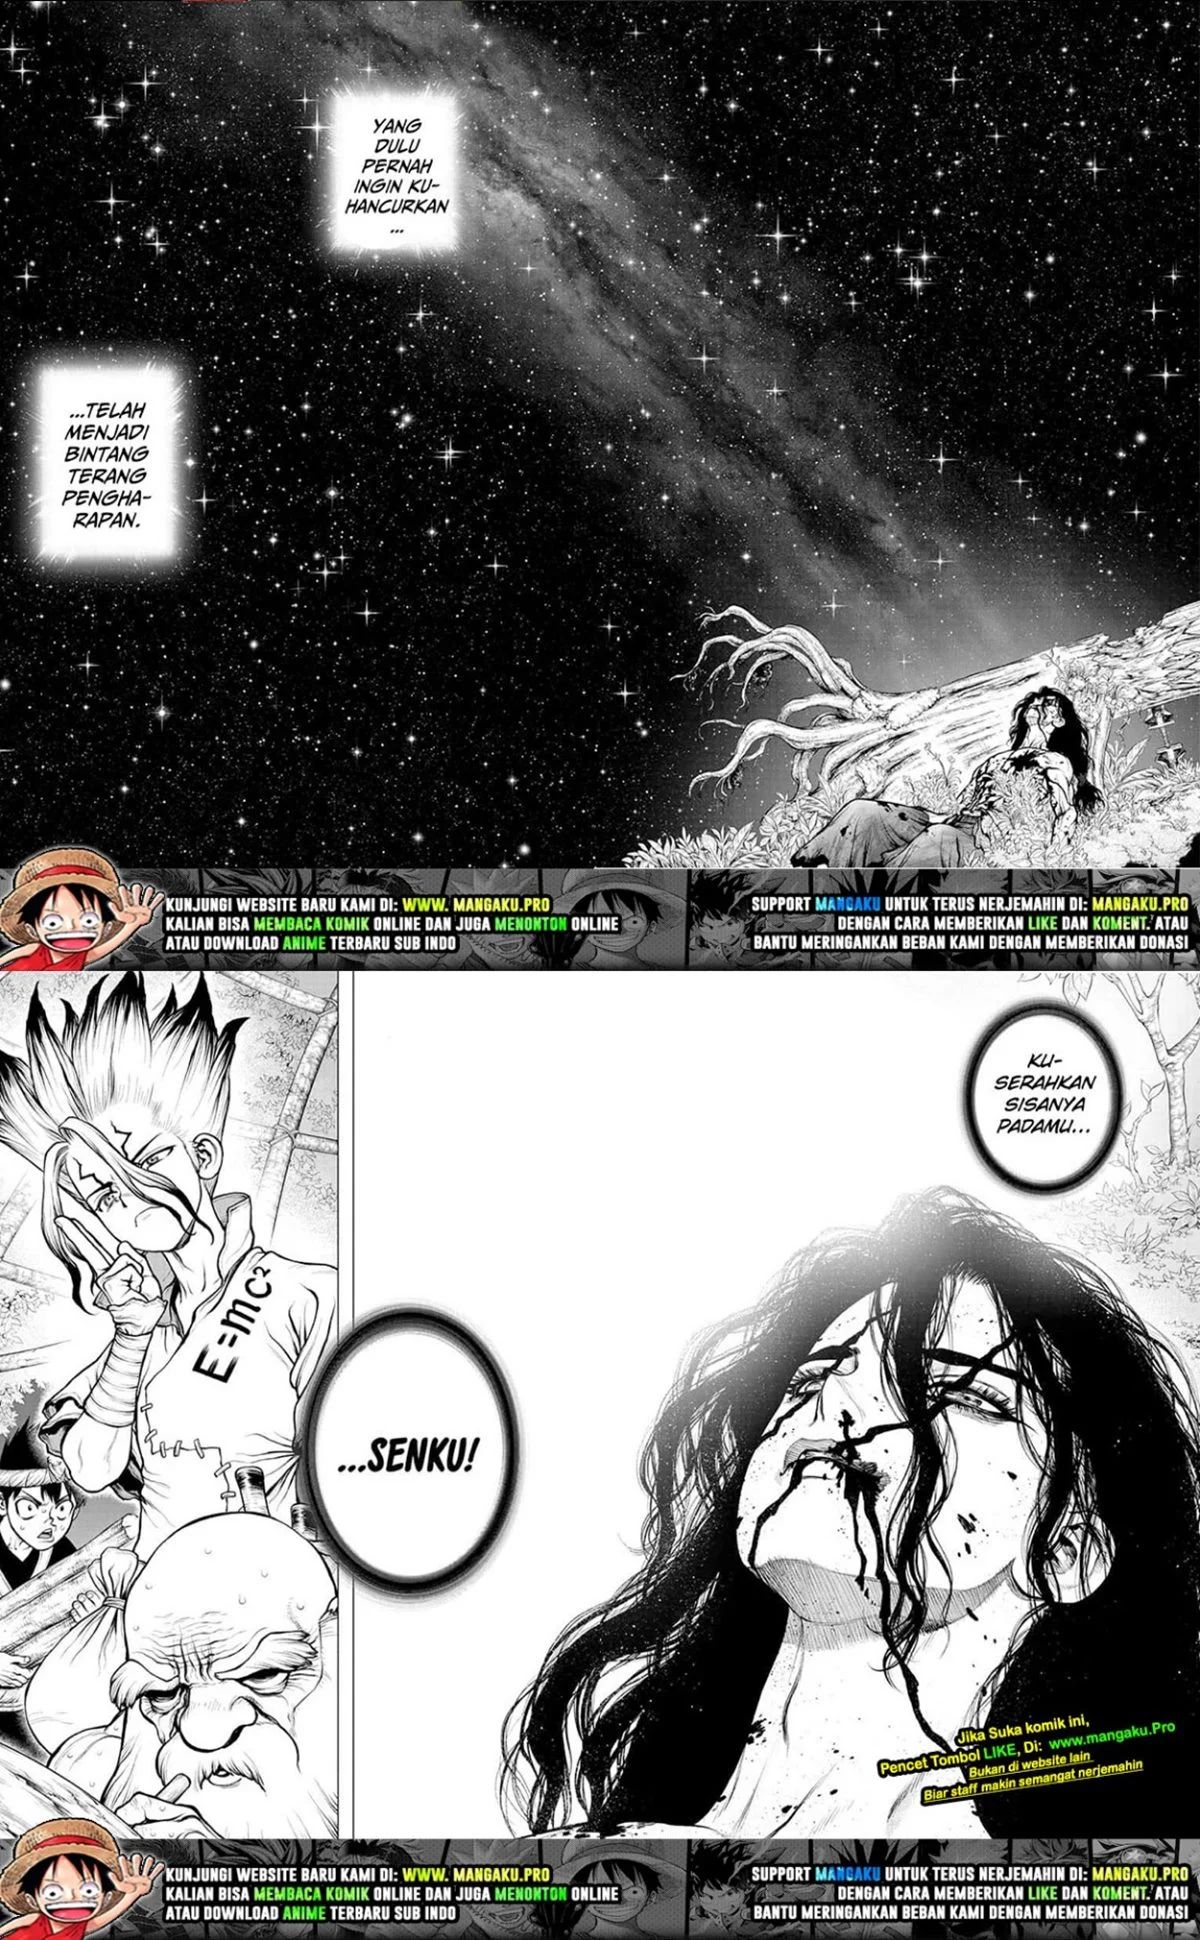 YANG
DULU
PERNAH
INGIN KU-
HANCURKAN
...
...TELAH
MENJADI
BINTANG
TERANG
PENGHA-
RAPAN.
KUNJUNGI WEBSITE BARU KAMI DI: WWW. MANGAKU.PRO
KALIAN BISA MEMBACA KOMIK ONLINE DAN JUGA MENONTON ONLINE
ATAU DOWNLOAD ANIME TERBARU SUB INDO
SUPPORT MANGAKU UNTUK TERUS NERJEMAHIN DI: MANGAKU.PRO
DENGAN CARA MEMBERIKAN LIKE DAN KOMENT. ATAU
BANTU MERINGANKAN BEBAN KAMI DENGAN MEMBERIKAN DONASI
KU-
SERAHKAN
SISANYA
PADAMU...
E=mc²
...SENKU!
Jika Suka komik ini,
Pencet Tombol LIKE, Di: www.mangaku.Pro
Bukan di website lain
Biar staff makin semangat nerjemahin
KUNJUNGI WEBSITE BARU KAMI DI: WWW. MANGAKU.PRO
KALIAN BISA MEMBACA KOMIK ONLINE DAN JUGA MENONTON ONLINE
ATAU DOWNLOAD ANIME TERBARU SUB INDO
SUPPORT MANGAKU UNTUK TERUS NERJEMAHIN DI: MANGAKU.PRO
DENGAN CARA MEMBERIKAN LIKE DAN KOMENT. ATAU
BANTU MERINGANKAN BEBAN KAMI DENGAN MEMBERIKAN DONASI